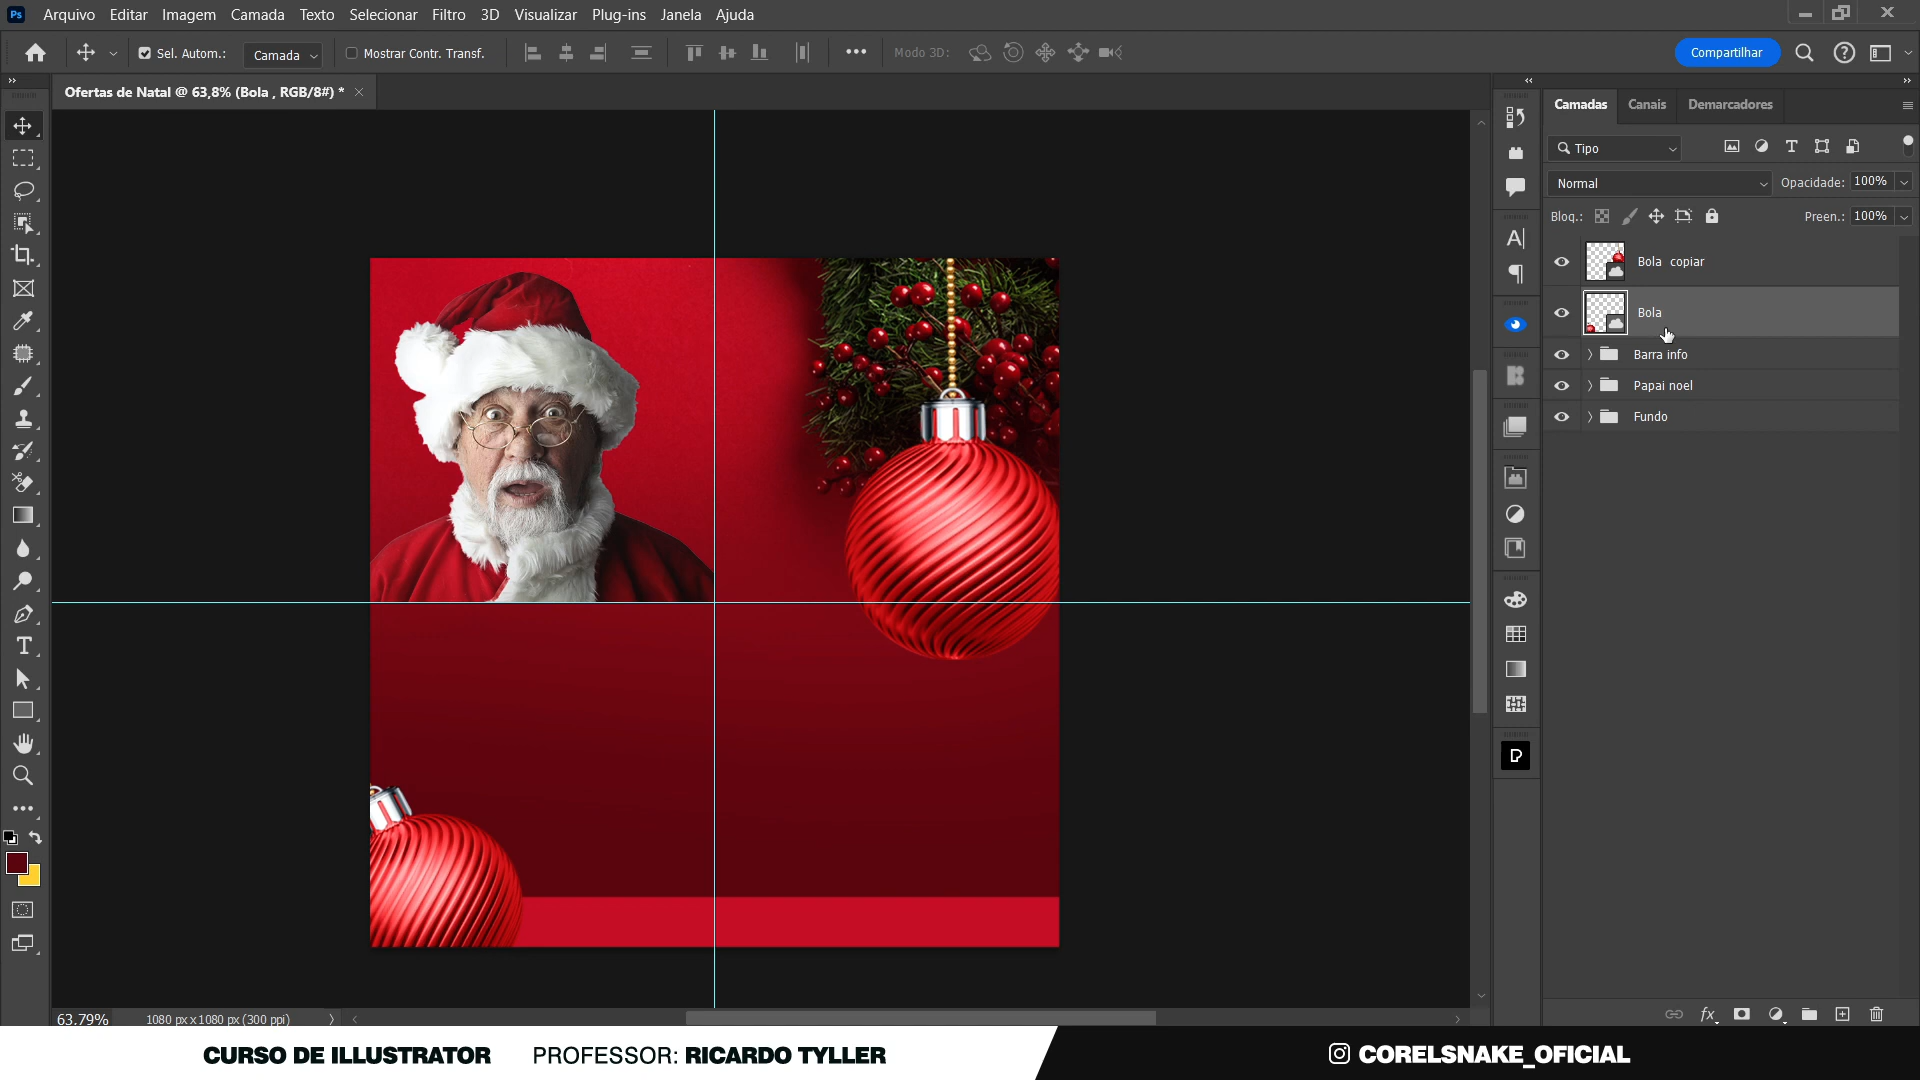 Ps Arquivo Editar Imagem Camada Texto Selecionar Filtro 3D Visualizar Plug-ins Janela Ajuda
Sel. Autom.: Camada Mostrar Contr. Transf. Modo 3D: Compartilhar
Ofertas de Natal @ 63,8% (Bola , RGB/8#) *
Camadas Canais Demarcadores
Tipo
Normal Opacidade: 100%
Bloq.: Preen.: 100%
Bola copiar
Bola
Barra info
Papai noel
Fundo
63,79% 1080 px x 1080 px (300 ppi)
fx
CURSO DE ILLUSTRATOR PROFESSOR: RICARDO TYLLER CORELSNAKE_OFICIAL